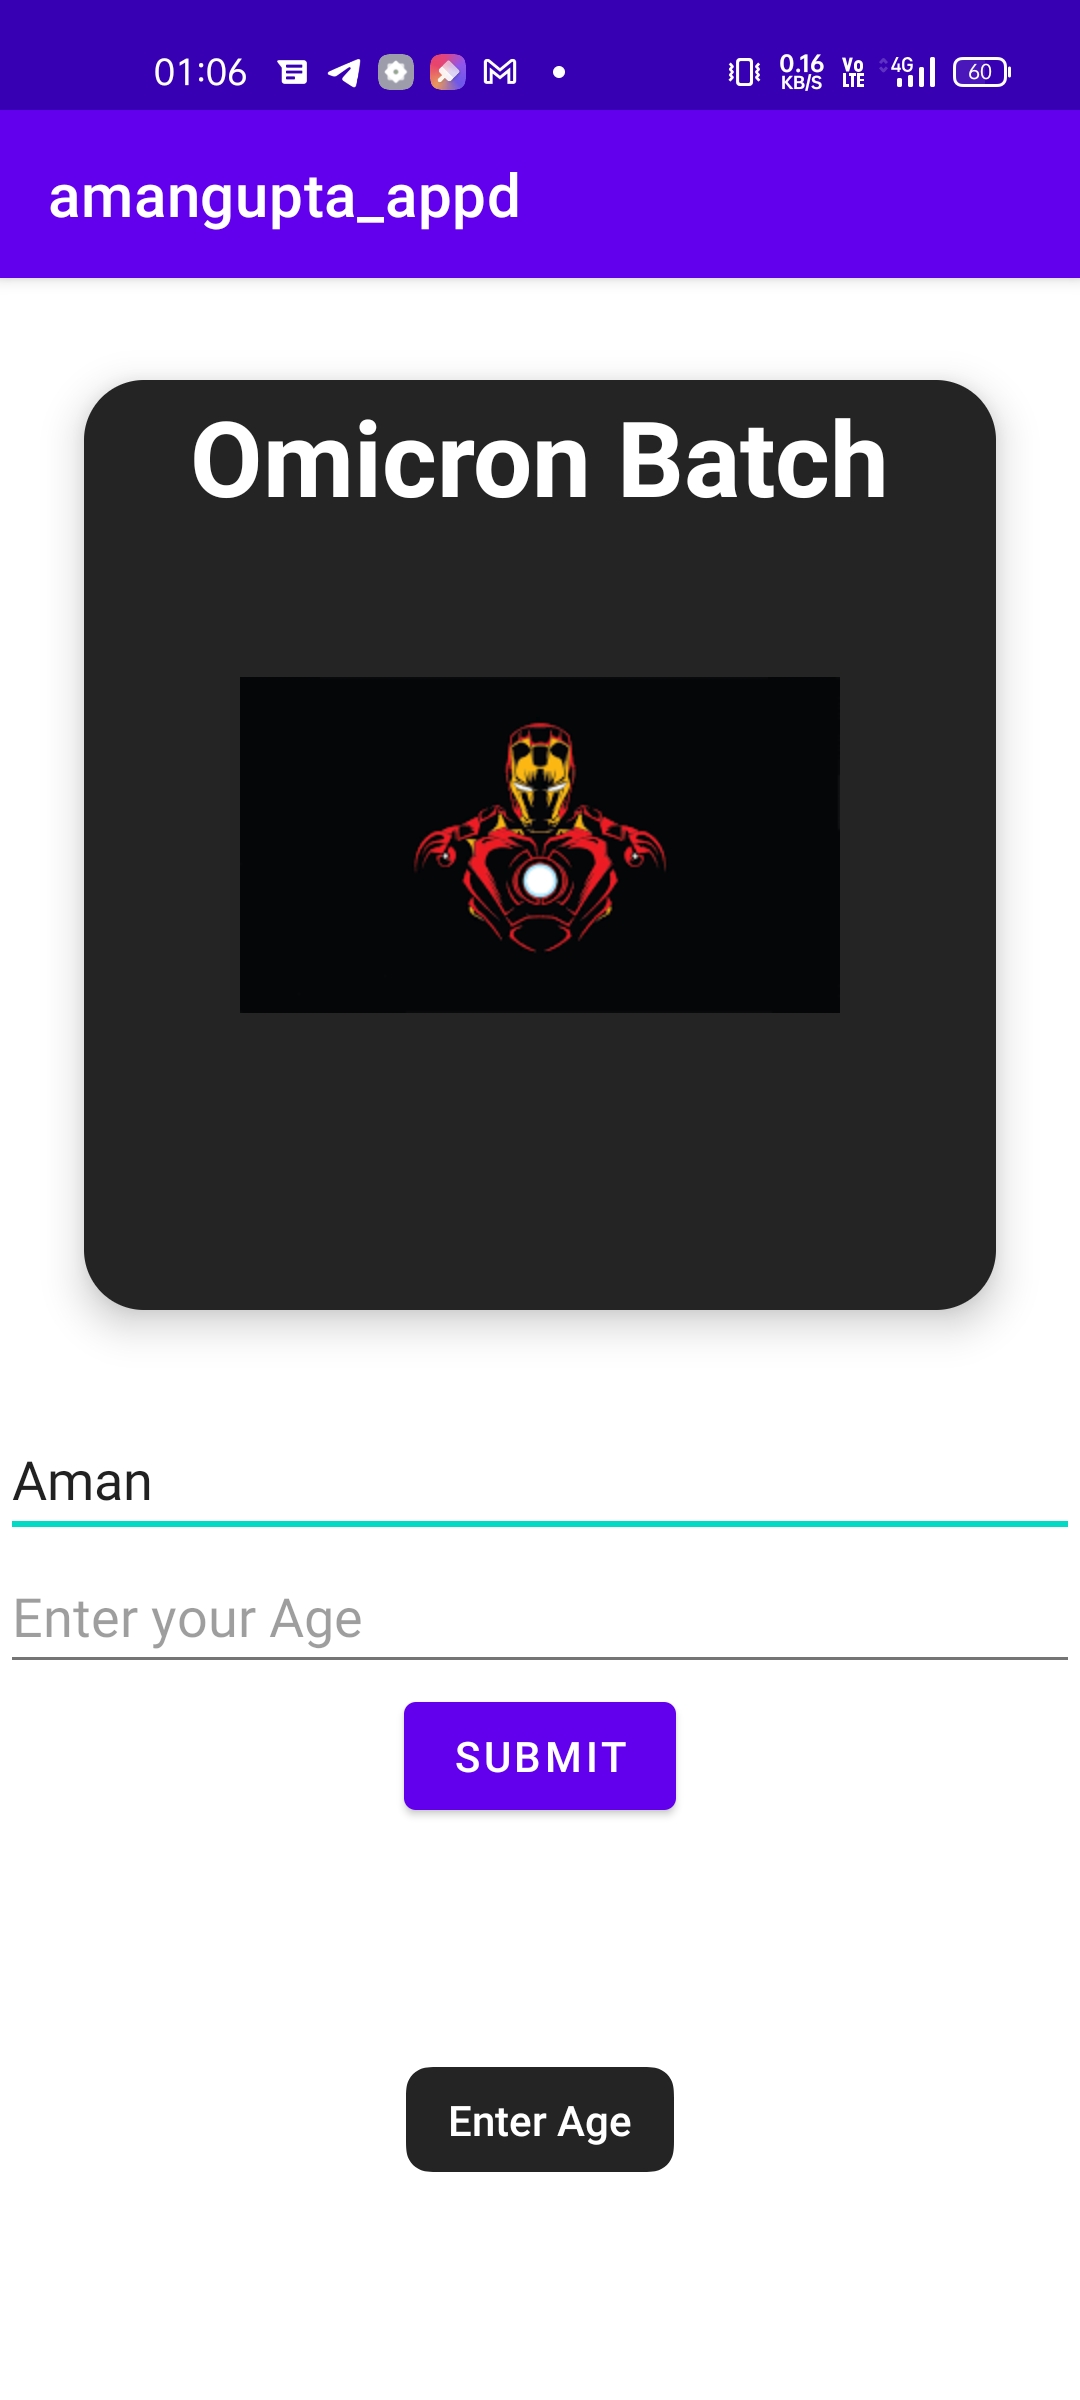 01:06 0.16 KB/S Vo LTE 4G 60
amangupta_appd
Omicron Batch
Aman
Enter your Age
SUBMIT
Enter Age